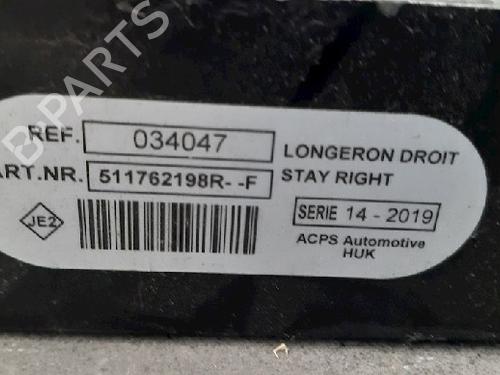 B-PARTS
REF. 034047
LONGERON DROIT
ART.NR. 511762198R- -F
STAY RIGHT
JE2
SERIE 14 - 2019
ACPS Automotive
HUK